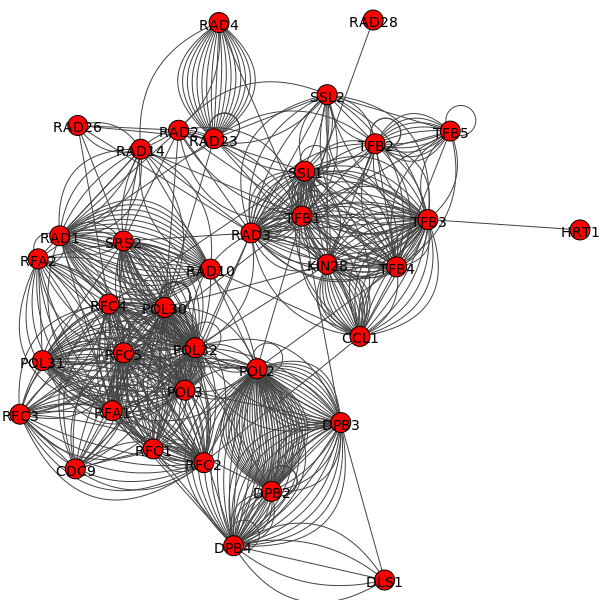 RAD4
RAD28
SSL2
RAD26
RAD2
RAD23
TFB5
TFB2
RAD14
SSL1
TFB1
TFB3
HRT1
RAD1
SRS2
RAD3
RFA2
RAD10
KIN28
TFB4
RFC4
POL30
CCL1
POL31
RFC5
POL32
POL2
POL3
RFC3
RFA1
DPB3
RFC1
RFC2
CDC9
DPB2
DPB4
DLS1